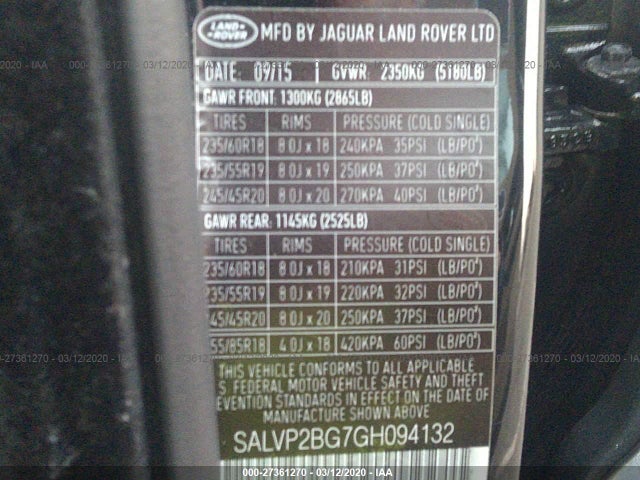 LAND ROVER MFD BY JAGUAR LAND ROVER LTD
DATE: 09/15 GVWR: 2350KG (5180LB)
GAWR FRONT: 1300KG (2865LB)
TIRES RIMS PRESSURE (COLD SINGLE)
235/60R18 8.0J x 18 240KPA 35PSI (LB/PO²)
235/55R19 8.0J x 19 250KPA 37PSI (LB/PO²)
245/45R20 8.0J x 20 270KPA 40PSI (LB/PO²)
GAWR REAR: 1145KG (2525LB)
TIRES RIMS PRESSURE (COLD SINGLE)
235/60R18 8.0J x 18 210KPA 31PSI (LB/PO²)
235/55R19 8.0J x 19 220KPA 32PSI (LB/PO²)
245/45R20 8.0J x 20 250KPA 37PSI (LB/PO²)
55/85R18 4.0J x 18 420KPA 60PSI (LB/PO²)
THIS VEHICLE CONFORMS TO ALL APPLICABLE
S. FEDERAL MOTOR VEHICLE SAFETY AND THEFT
EVENTION STANDARDS IN EFFECT ON THE DATE OF
MANUFACTURE SHOWN ABOVE.
SALVP2BG7GH094132
000-27361270 - 03/12/2020 - IAA